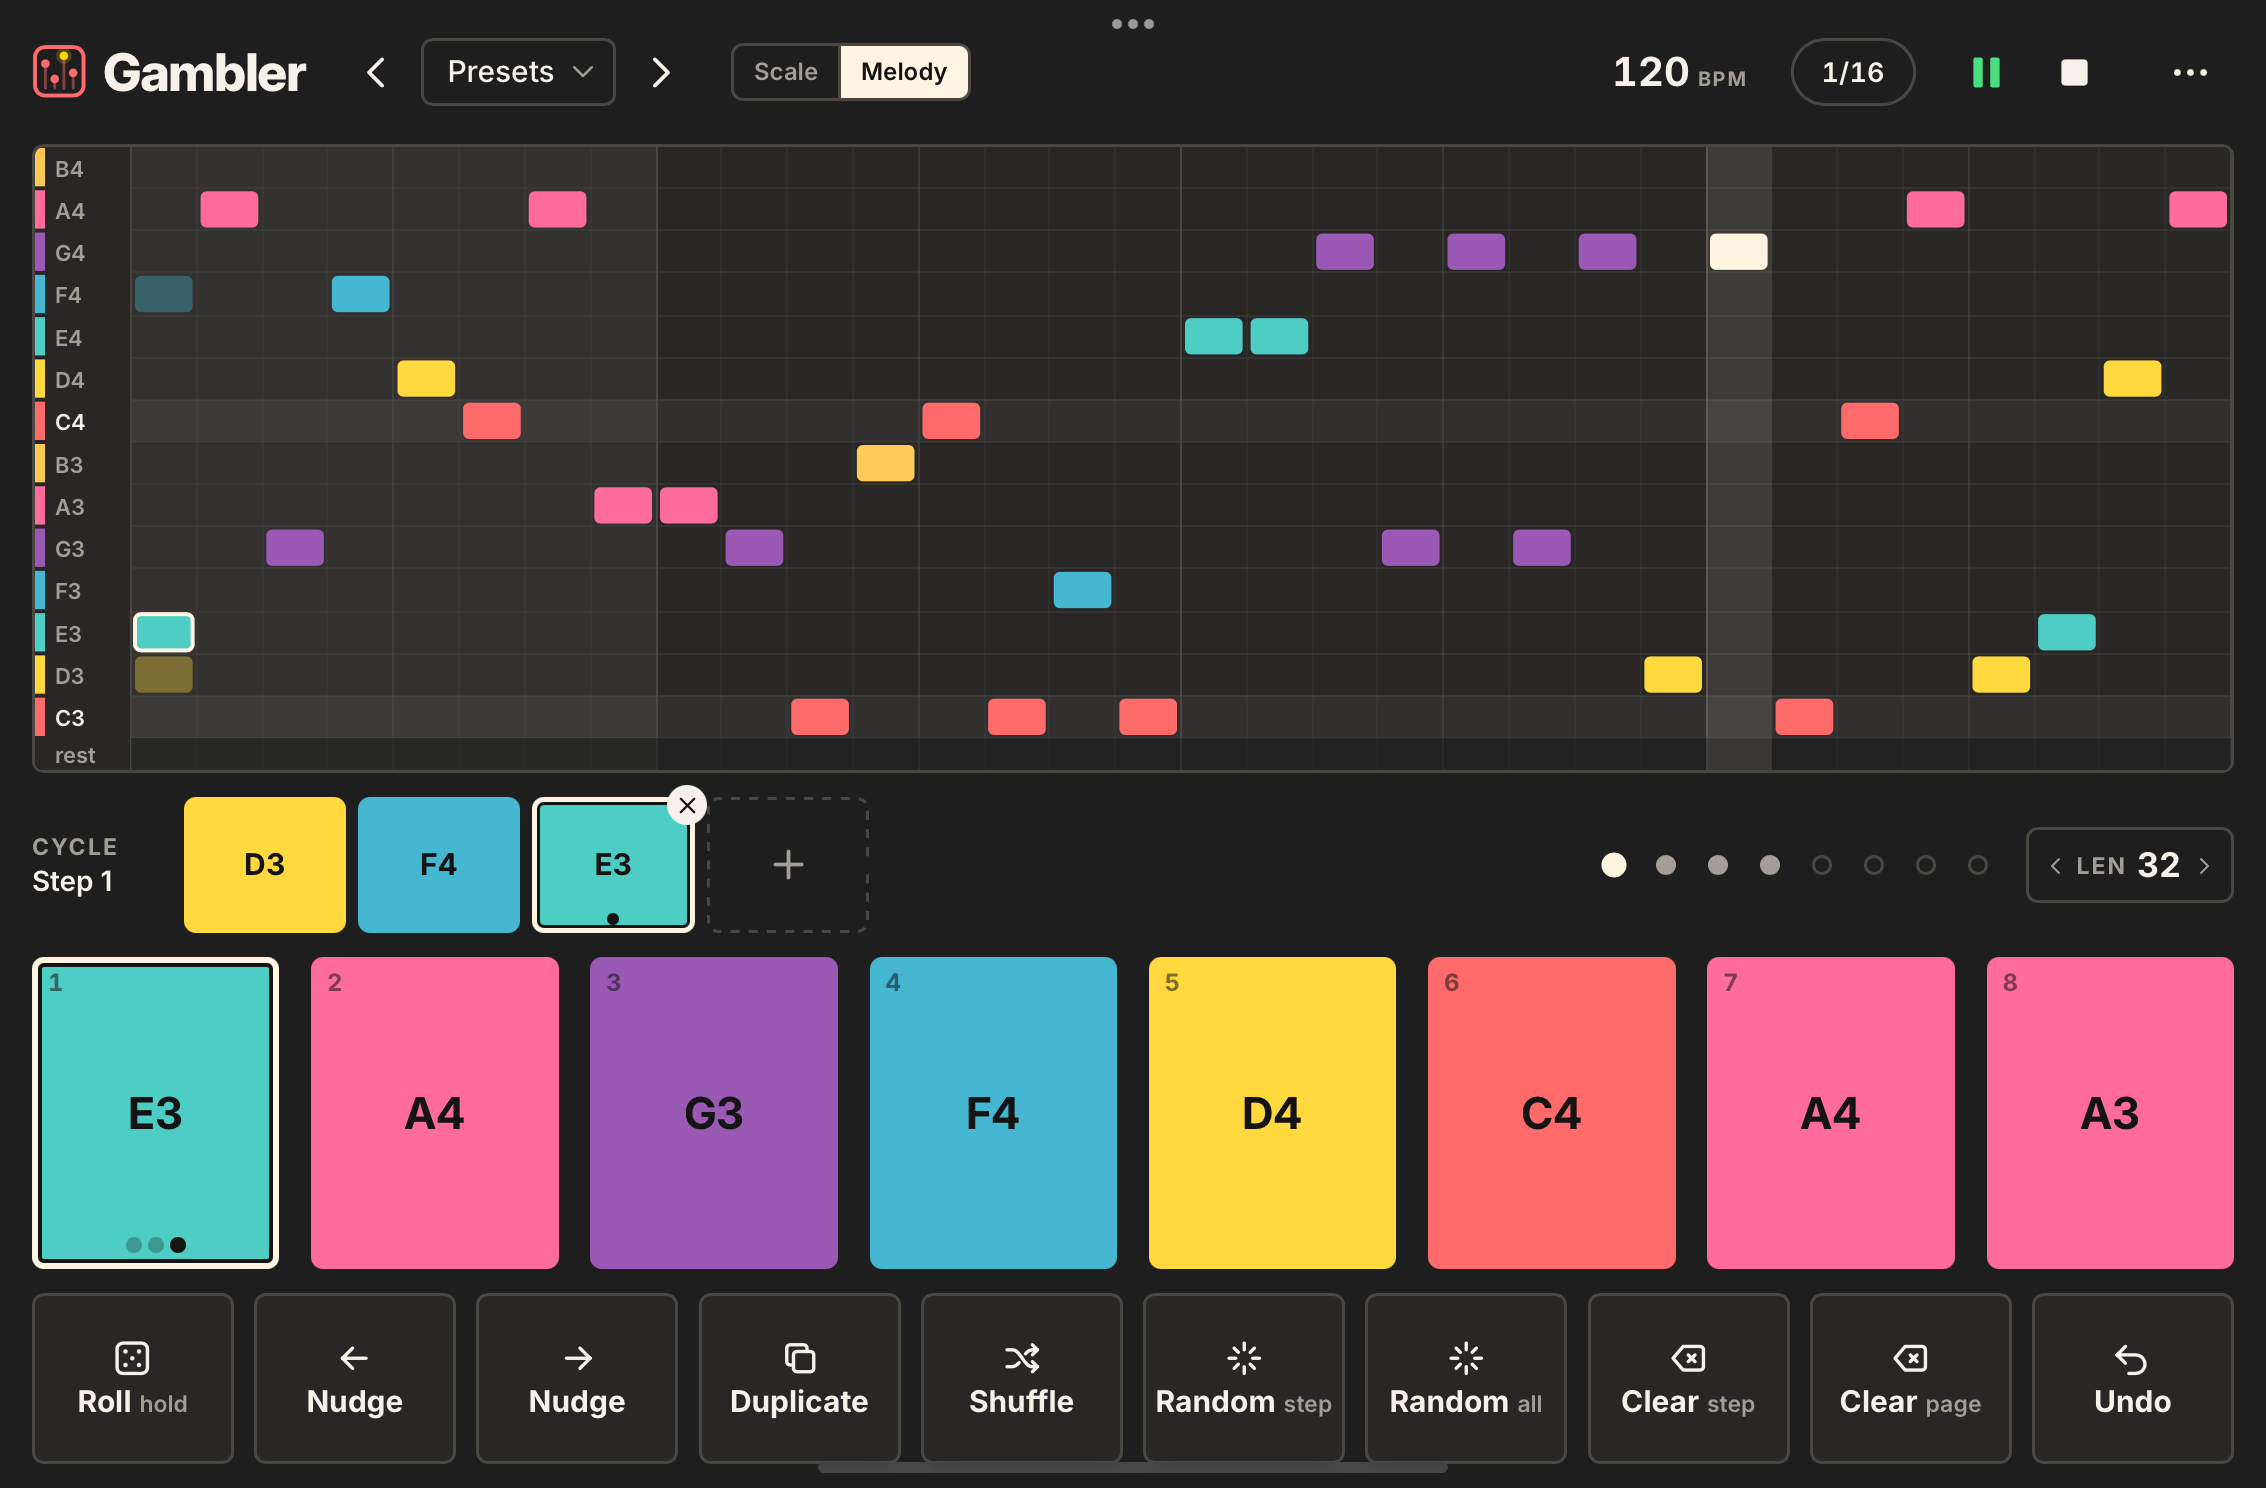 Gambler
Presets
Scale Melody
120 BPM
1/16
B4
A4
G4
F4
E4
D4
C4
B3
A3
G3
F3
E3
D3
C3
rest
CYCLE
Step 1
D3 F4 E3
LEN 32
1 2 3 4 5 6 7 8
E3 A4 G3 F4 D4 C4 A4 A3
Roll hold
Nudge
Nudge
Duplicate
Shuffle
Random step
Random all
Clear step
Clear page
Undo